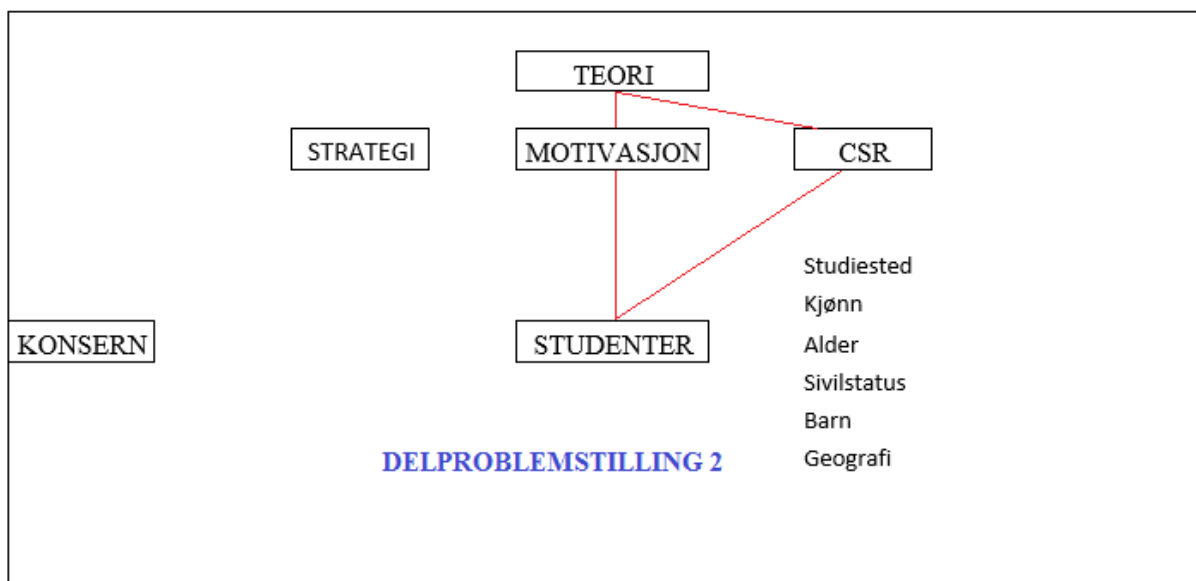 TEORI
STRATEGI
MOTIVASJON
CSR
Studiested
Kjønn
KONSERN
STUDENTER
Alder
Sivilstatus
Barn
DELPROBLEMSTILLING 2
Geografi